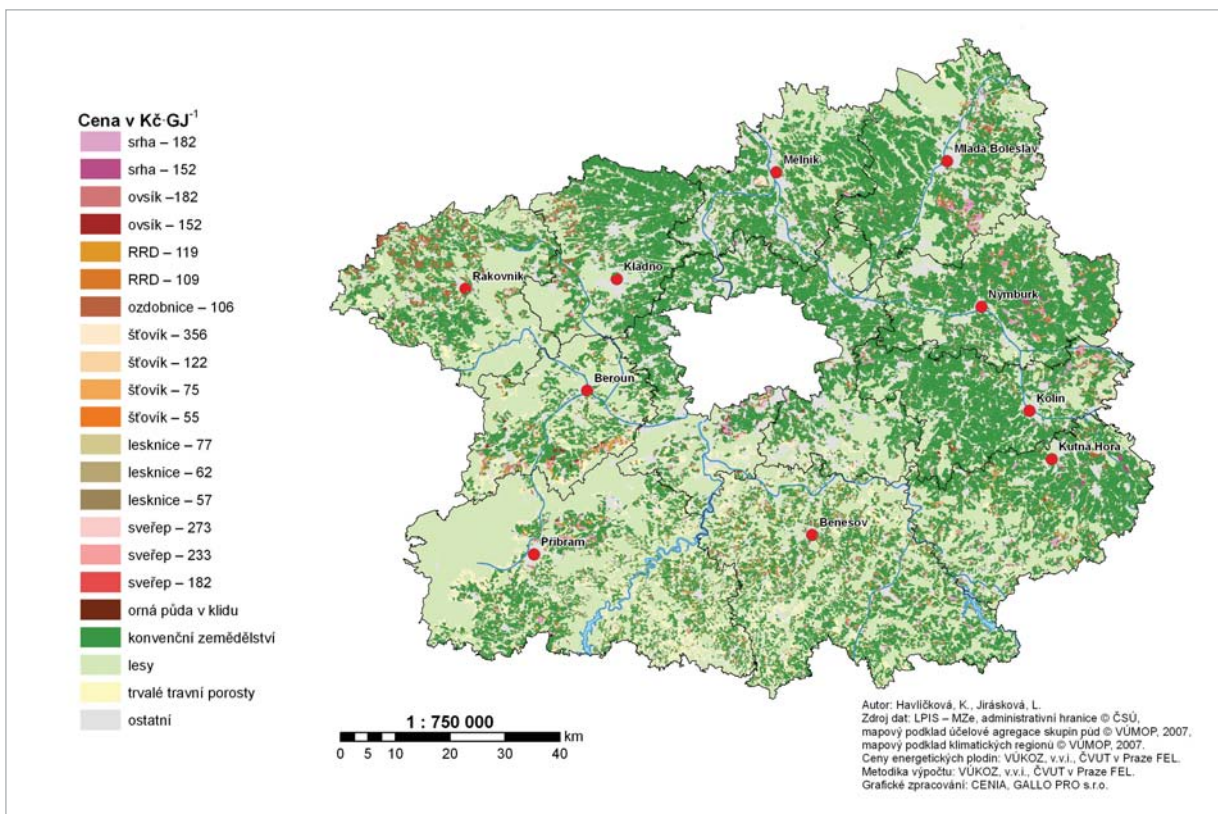 Cena v Kč·GJ-1
srha – 182
srha – 152
ovsík –182
ovsík – 152
RRD – 119
RRD – 109
ozdobnice – 106
šťovík – 356
šťovík – 122
šťovík – 75
šťovík – 55
lesknice – 77
lesknice – 62
lesknice – 57
sveřep – 273
sveřep – 233
sveřep – 182
orná půda v klidu
konvenční zemědělství
lesy
trvalé travní porosty
ostatní
Mělník
Mladá Boleslav
Rakovník
Kladno
Nymburk
Beroun
Kolín
Kutná Hora
Příbram
Benešov
1 : 750 000
km
0 5 10 20 30 40
Autor: Havlíčková, K., Jirásková, L.
Zdroj dat: LPIS – MZe, administrativní hranice © ČSÚ,
mapový podklad účelové agregace skupin půd © VÚMOP, 2007,
mapový podklad klimatických regionů © VÚMOP, 2007.
Ceny energetických plodin: VÚKOZ, v.v.i., ČVUT v Praze FEL.
Metodika výpočtu: VÚKOZ, v.v.i., ČVUT v Praze FEL.
Grafické zpracování: CENIA, GALLO PRO s.r.o.